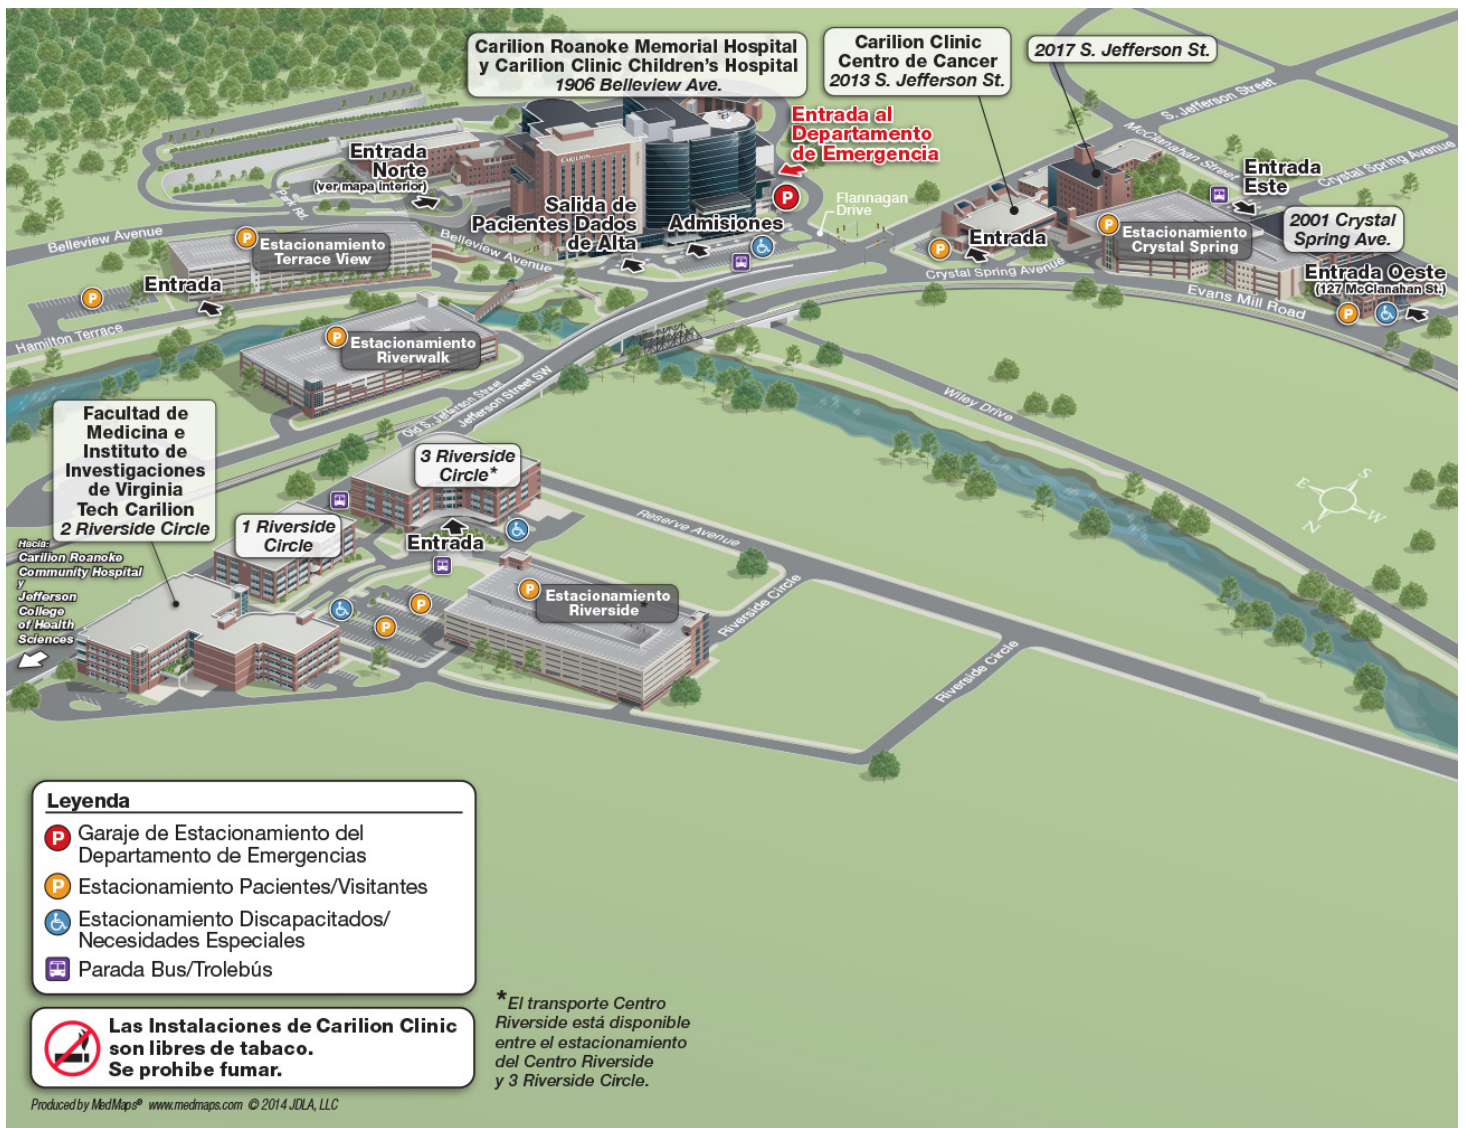 Carilion Roanoke Memorial Hospital
y Carilion Clinic Children's Hospital
1906 Belleview Ave.
Carilion Clinic
Centro de Cancer
2013 S. Jefferson St.
2017 S. Jefferson St.
S. Jefferson Street
McClanahan Street
Crystal Spring Avenue
Entrada al
Departamento
de Emergencia
Entrada
Norte
(ver mapa interior)
CARILION
Park Rd.
Entrada
Este
Salida de
Pacientes Dados
de Alta
Admisiones
P
Flannagan
Drive
2001 Crystal
Spring Ave.
Belleview Avenue
P
Estacionamiento
Terrace View
Belleview Avenue
P
Entrada
P
Estacionamiento
Crystal Spring
Crystal Spring Avenue
Entrada Oeste
(127 McClanahan St.)
P
Evans Mill Road
P
Entrada
Hamilton Terrace
P
Estacionamiento
Riverwalk
Old S. Jefferson Street
Jefferson Street SW
Wiley Drive
Facultad de
Medicina e
Instituto de
Investigaciones
de Virginia
Tech Carilion
2 Riverside Circle
3 Riverside
Circle*
1 Riverside
Circle
Entrada
Reserve Avenue
S
E
W
N
Hacia:
Carilion Roanoke
Community Hospital
y
Jefferson
College
of Health
Sciences
P
P
P
Estacionamiento
Riverside*
Riverside Circle
Riverside Circle
Leyenda
P Garaje de Estacionamiento del
Departamento de Emergencias
P Estacionamiento Pacientes/Visitantes
Estacionamiento Discapacitados/
Necesidades Especiales
Parada Bus/Trolebús
Las Instalaciones de Carilion Clinic
son libres de tabaco.
Se prohibe fumar.
*El transporte Centro
Riverside está disponible
entre el estacionamiento
del Centro Riverside
y 3 Riverside Circle.
Produced by MedMaps® www.medmaps.com © 2014 JDLA, LLC